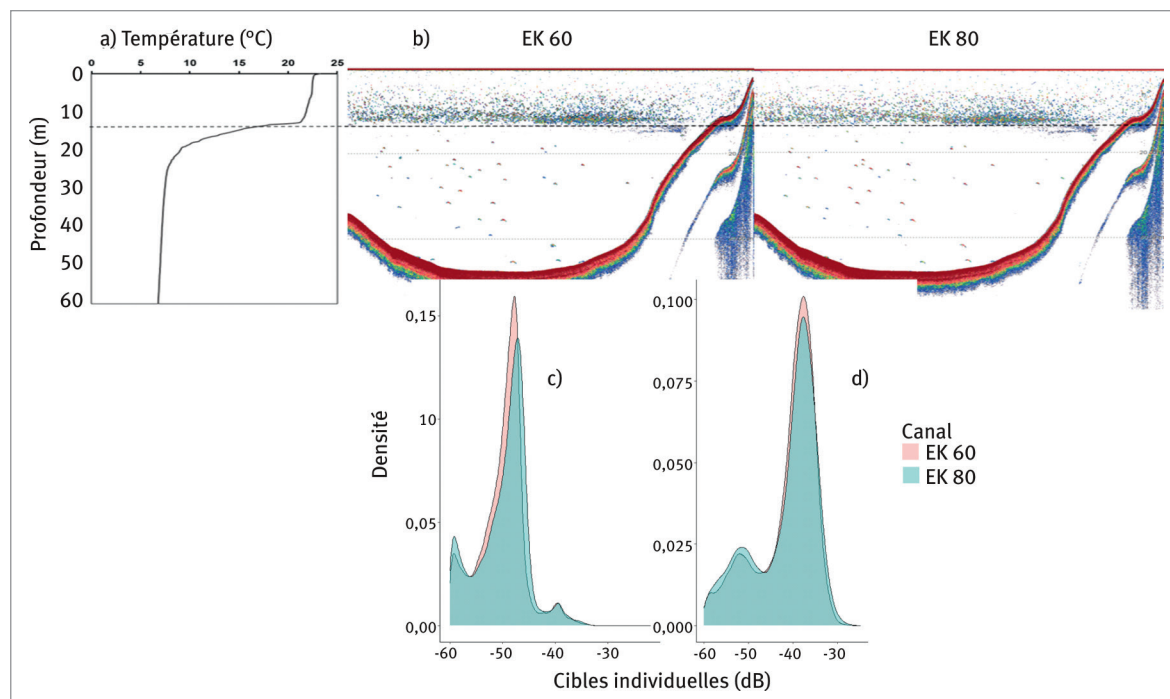 a) Température (°C)
b)
EK 60
EK 80
0 5 10 15 20 25
Profondeur (m)
0
10
20
30
40
50
60
c)
0,15
10
0,05
0,00
-60 -50 -40 -30
d)
0,100
0,075
0,050
0,025
0,000
-60 -50 -40 -30
Densité
Cibles individuelles (dB)
Canal
EK 60
EK 80